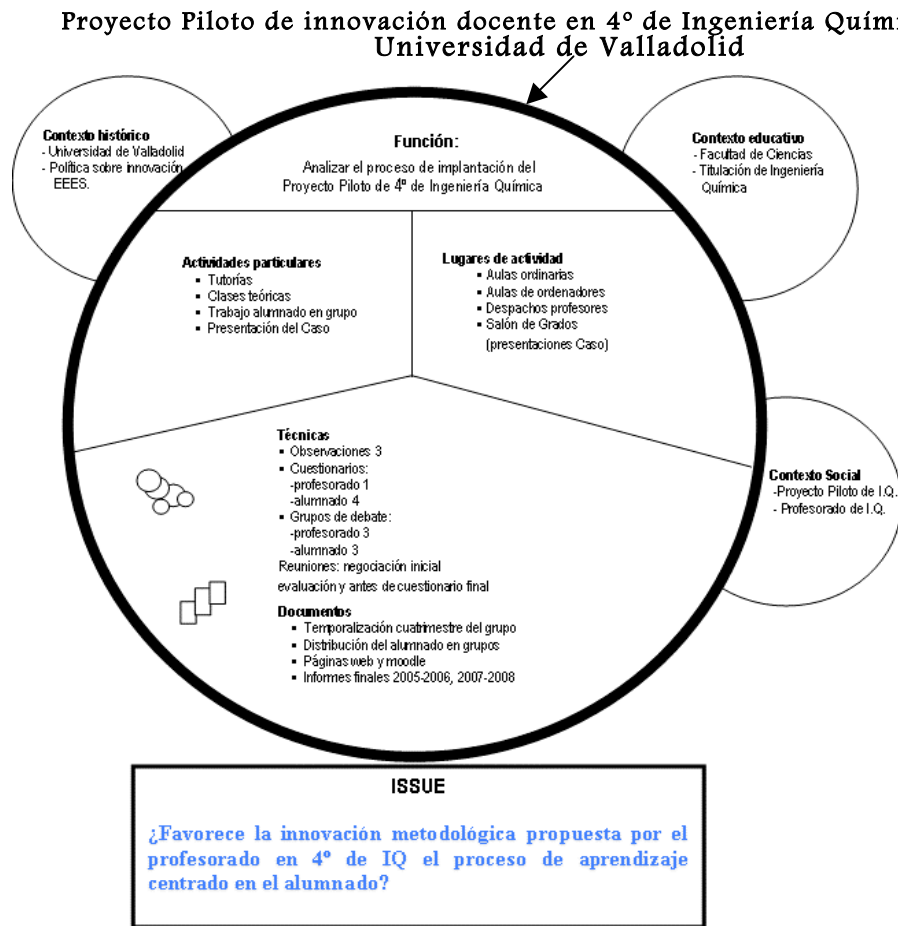 Proyecto Piloto de innovación docente en 4º de Ingeniería Quími
Universidad de Valladolid
Contexto histórico
- Universidad de Valladolid
- Política sobre innovación
EEES.
Función:
Analizar el proceso de implantación del
Proyecto Piloto de 4º de Ingeniería Química
Contexto educativo
- Facultad de Ciencias
- Titulación de Ingeniería
Química
Actividades particulares
▪ Tutorías
▪ Clases teóricas
▪ Trabajo alumnado en grupo
▪ Presentación del Caso
Lugares de actividad
▪ Aulas ordinarias
▪ Aulas de ordenadores
▪ Despachos profesores
▪ Salón de Grados
(presentaciones Caso)
Técnicas
▪ Observaciones 3
▪ Cuestionarios:
-profesorado 1
-alumnado 4
▪ Grupos de debate:
-profesorado 3
-alumnado 3
Reuniones: negociación inicial
evaluación y antes de cuestionario final
Documentos
▪ Temporalización cuatrimestre del grupo
▪ Distribución del alumnado en grupos
▪ Páginas web y moodle
▪ Informes finales 2005-2006, 2007-2008
Contexto Social
-Proyecto Piloto de I.Q.
- Profesorado de I.Q.
ISSUE
¿Favorece la innovación metodológica propuesta por el
profesorado en 4º de IQ el proceso de aprendizaje
centrado en el alumnado?